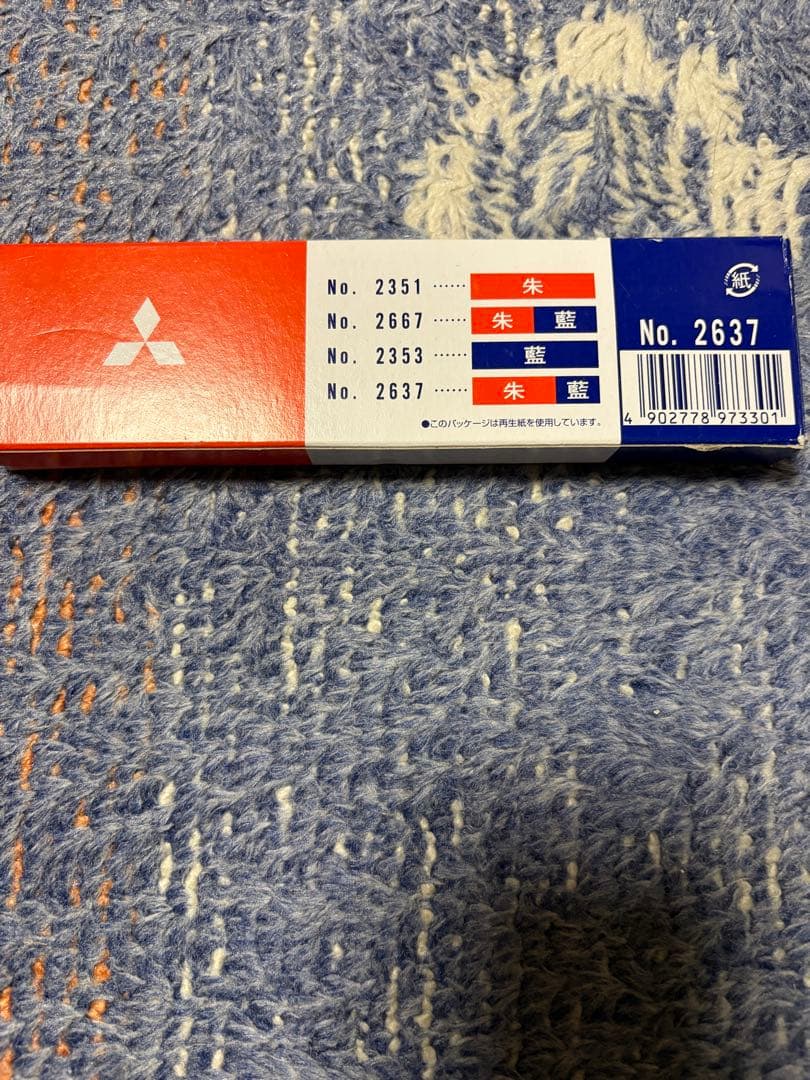 No. 2351 …… 朱
No. 2667 …… 朱 藍
No. 2353 …… 藍
No. 2637 …… 朱 藍
●このパッケージは再生紙を使用しています。
紙
No. 2637
4 902778 973301